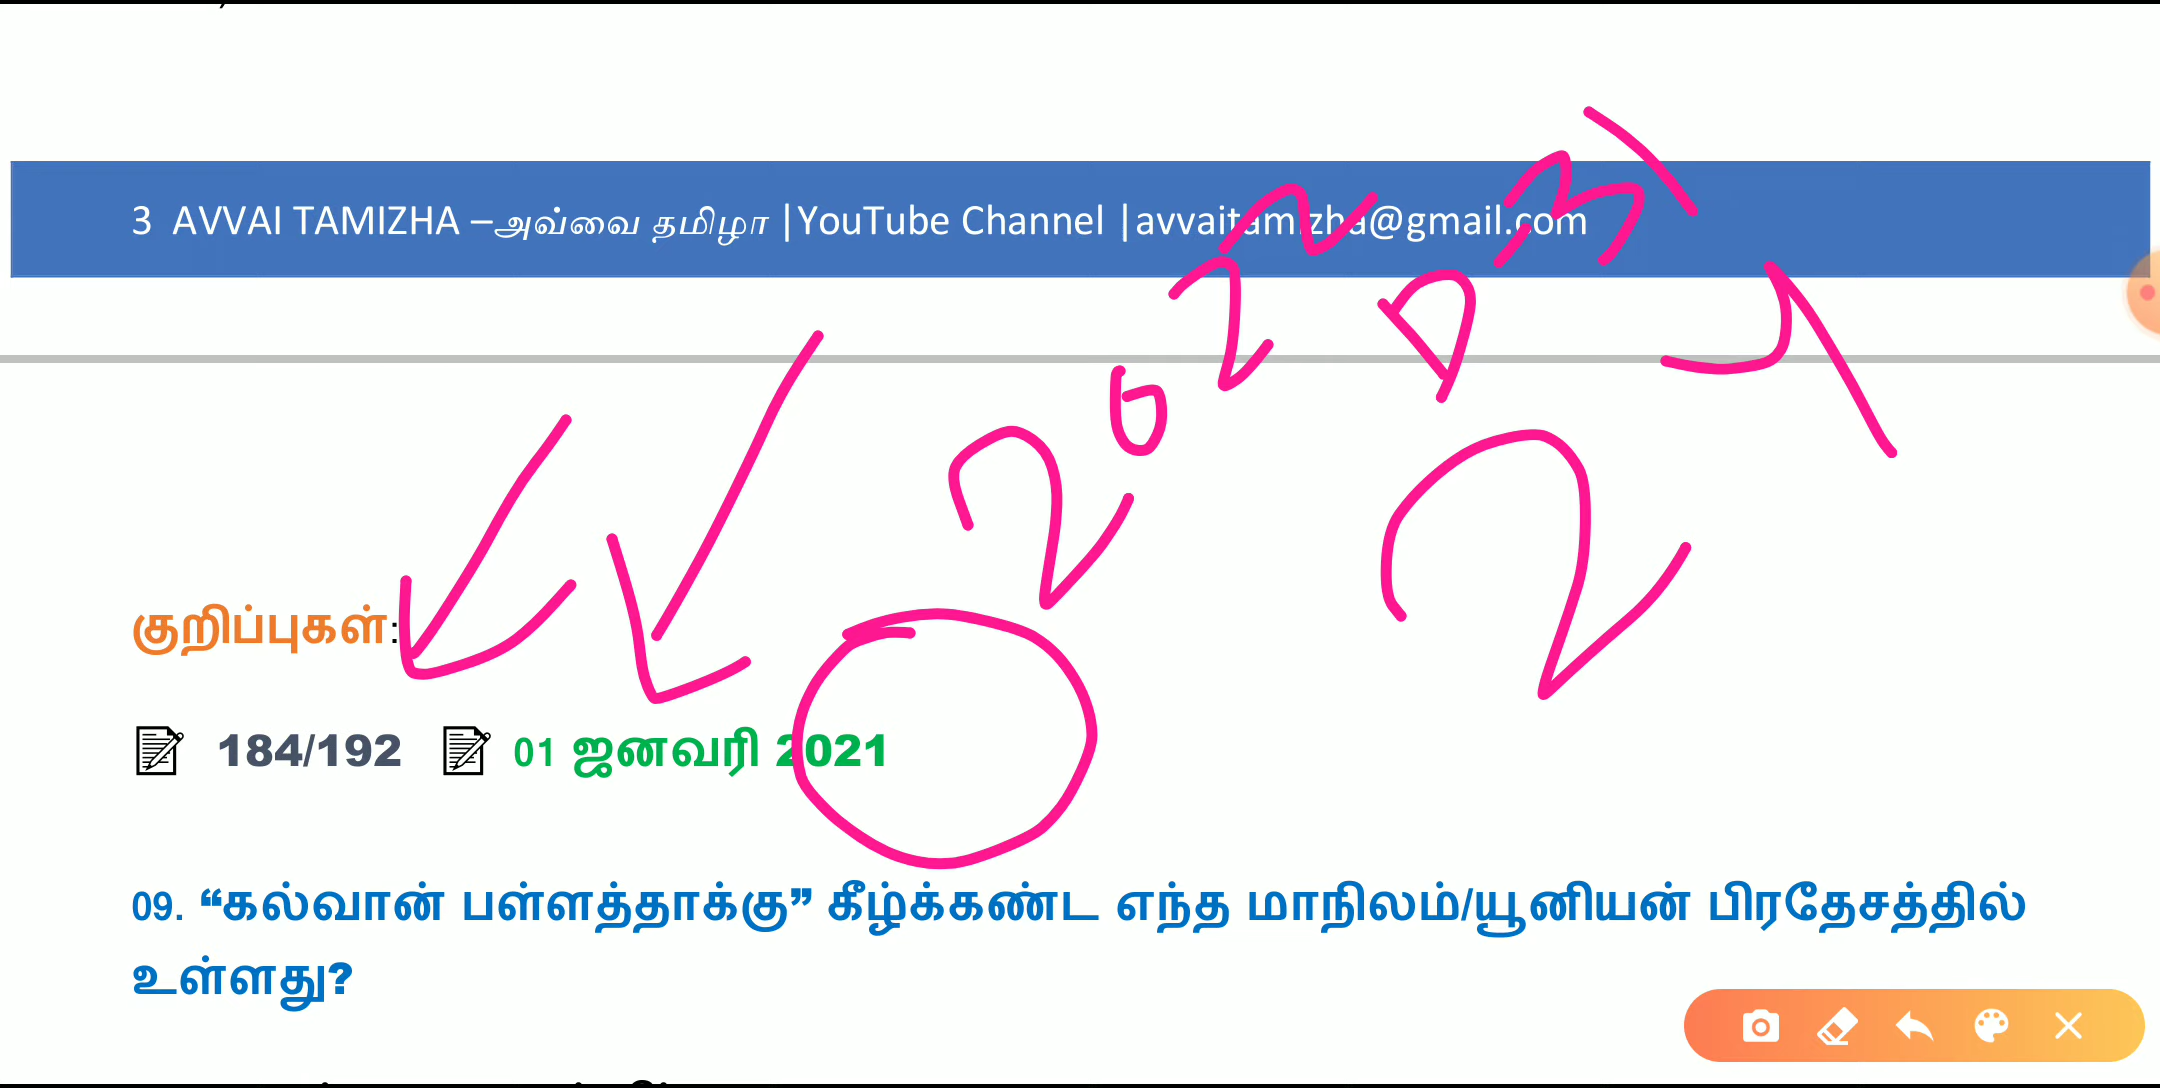 3 AVVAI TAMIZHA –அவ்வை தமிழா |YouTube Channel |avvaitamizha@gmail.com
குறிப்புகள்:
184/192 01 ஜனவரி 2021
09. “கல்வான் பள்ளத்தாக்கு” கீழ்க்கண்ட எந்த மாநிலம்/யூனியன் பிரதேசத்தில்
உள்ளது?